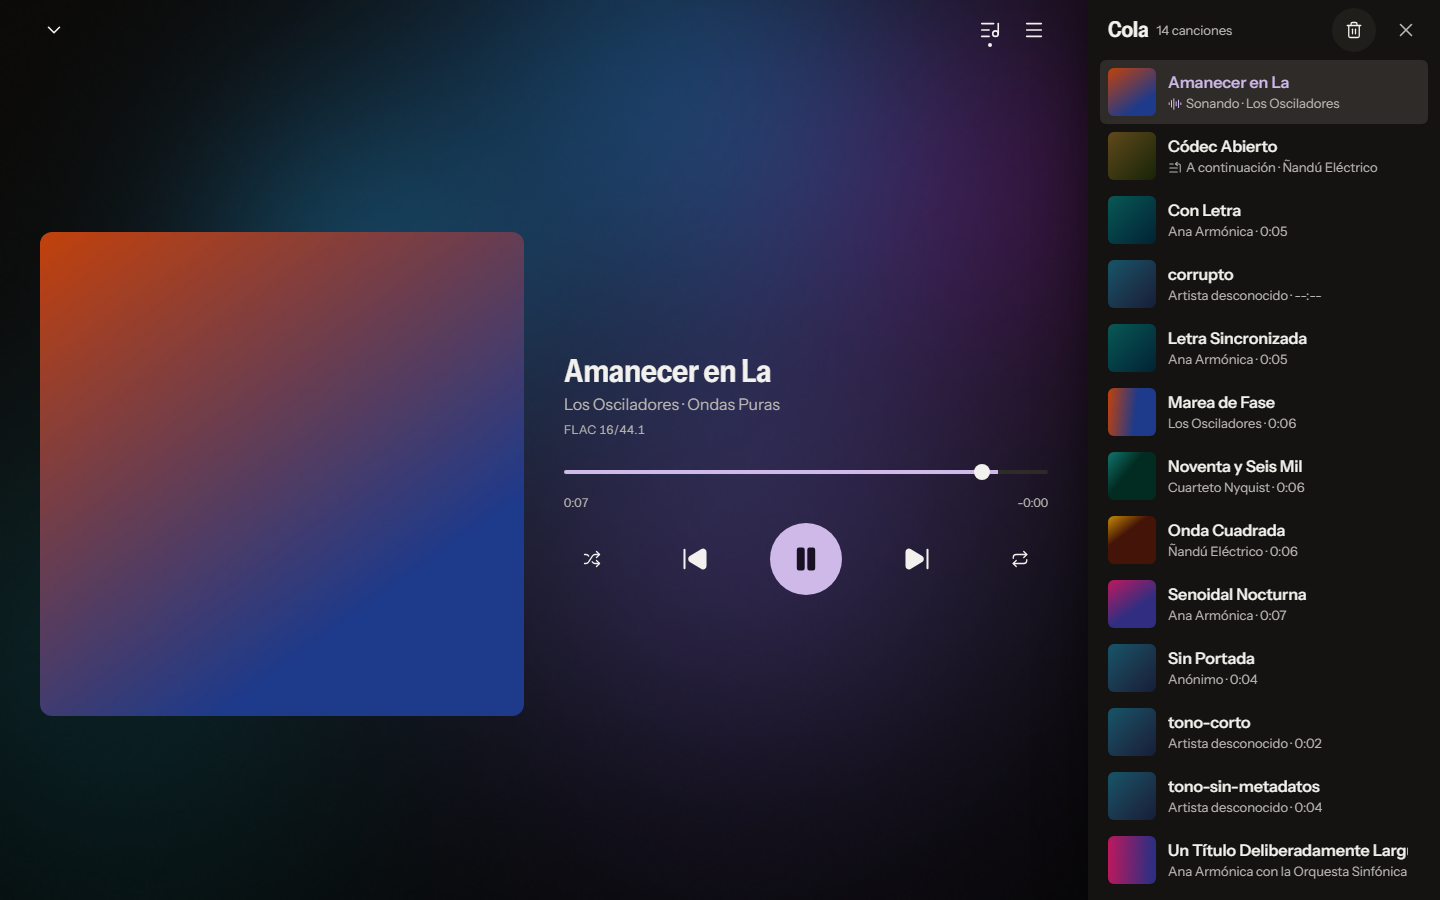 Cola 14 canciones
Amanecer en La
Sonando · Los Osciladores
Códec Abierto
A continuación · Ñandú Eléctrico
Con Letra
Ana Armónica · 0:05
corrupto
Artista desconocido · --:--
Letra Sincronizada
Ana Armónica · 0:05
Marea de Fase
Los Osciladores · 0:06
Noventa y Seis Mil
Cuarteto Nyquist · 0:06
Onda Cuadrada
Ñandú Eléctrico · 0:06
Senoidal Nocturna
Ana Armónica · 0:07
Sin Portada
Anónimo · 0:04
tono-corto
Artista desconocido · 0:02
tono-sin-metadatos
Artista desconocido · 0:04
Un Título Deliberadamente Larg
Ana Armónica con la Orquesta Sinfónica
Amanecer en La
Los Osciladores · Ondas Puras
FLAC 16/44.1
0:07
-0:00